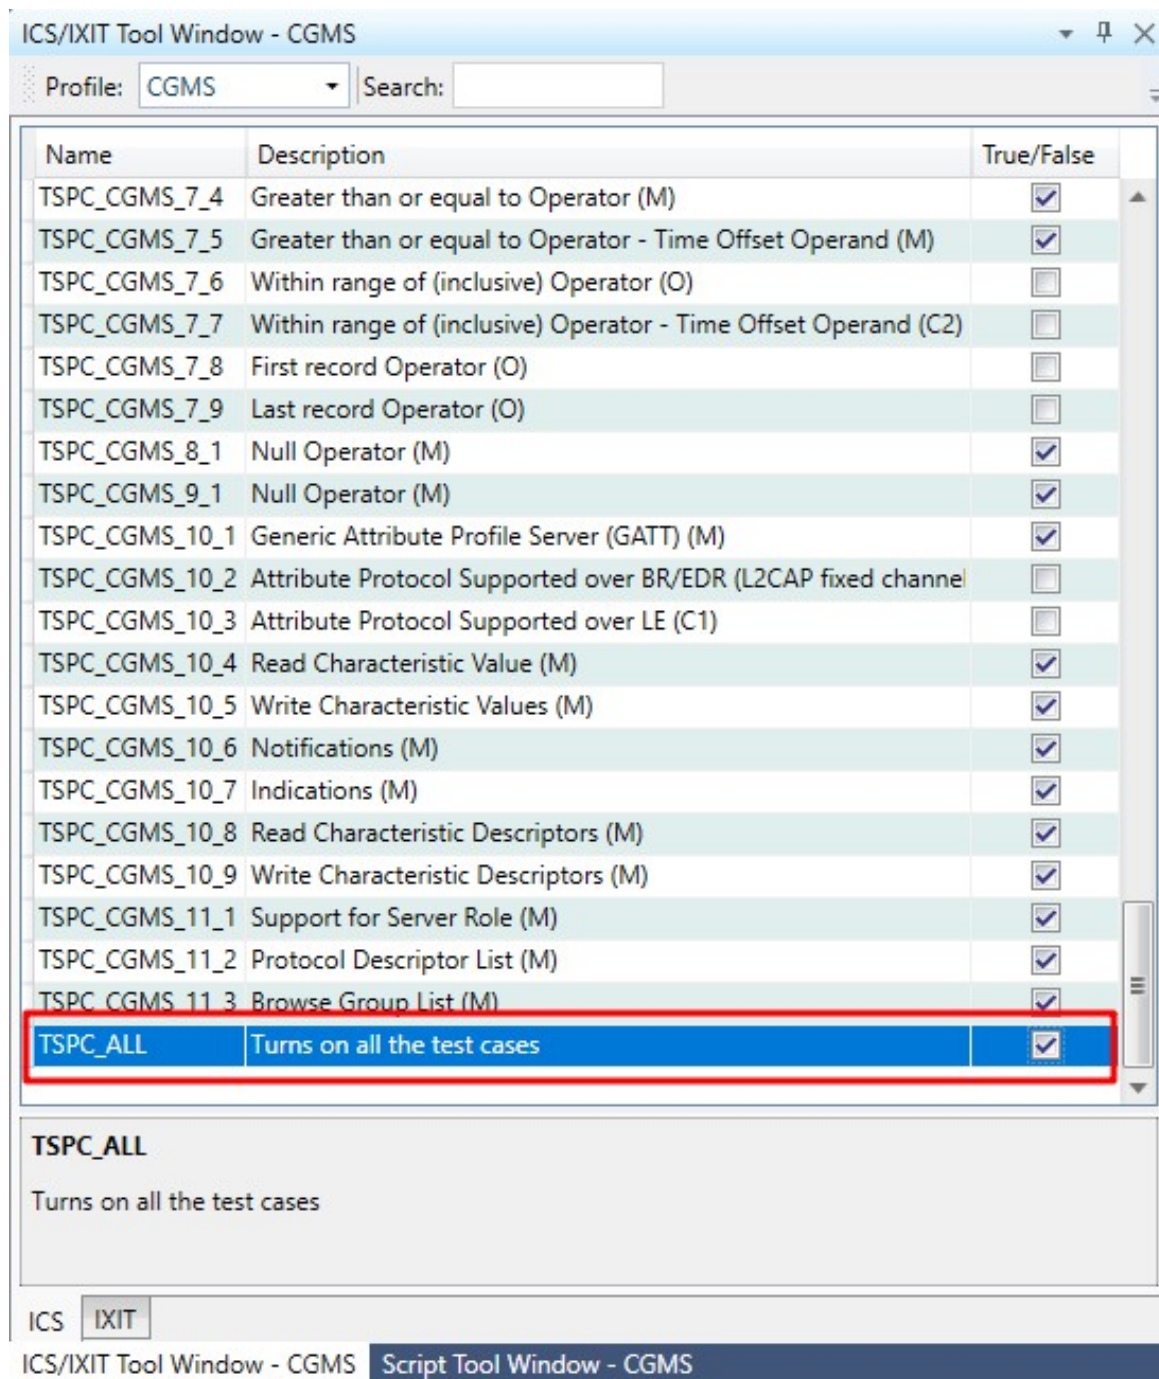 ICS/IXIT Tool Window - CGMS
Profile: CGMS Search:
Name Description True/False
TSPC_CGMS_7_4 Greater than or equal to Operator (M)
TSPC_CGMS_7_5 Greater than or equal to Operator - Time Offset Operand (M)
TSPC_CGMS_7_6 Within range of (inclusive) Operator (O)
TSPC_CGMS_7_7 Within range of (inclusive) Operator - Time Offset Operand (C2)
TSPC_CGMS_7_8 First record Operator (O)
TSPC_CGMS_7_9 Last record Operator (O)
TSPC_CGMS_8_1 Null Operator (M)
TSPC_CGMS_9_1 Null Operator (M)
TSPC_CGMS_10_1 Generic Attribute Profile Server (GATT) (M)
TSPC_CGMS_10_2 Attribute Protocol Supported over BR/EDR (L2CAP fixed channel
TSPC_CGMS_10_3 Attribute Protocol Supported over LE (C1)
TSPC_CGMS_10_4 Read Characteristic Value (M)
TSPC_CGMS_10_5 Write Characteristic Values (M)
TSPC_CGMS_10_6 Notifications (M)
TSPC_CGMS_10_7 Indications (M)
TSPC_CGMS_10_8 Read Characteristic Descriptors (M)
TSPC_CGMS_10_9 Write Characteristic Descriptors (M)
TSPC_CGMS_11_1 Support for Server Role (M)
TSPC_CGMS_11_2 Protocol Descriptor List (M)
TSPC_CGMS_11_3 Browse Group List (M)
TSPC_ALL Turns on all the test cases
TSPC_ALL
Turns on all the test cases
ICS IXIT
ICS/IXIT Tool Window - CGMS Script Tool Window - CGMS